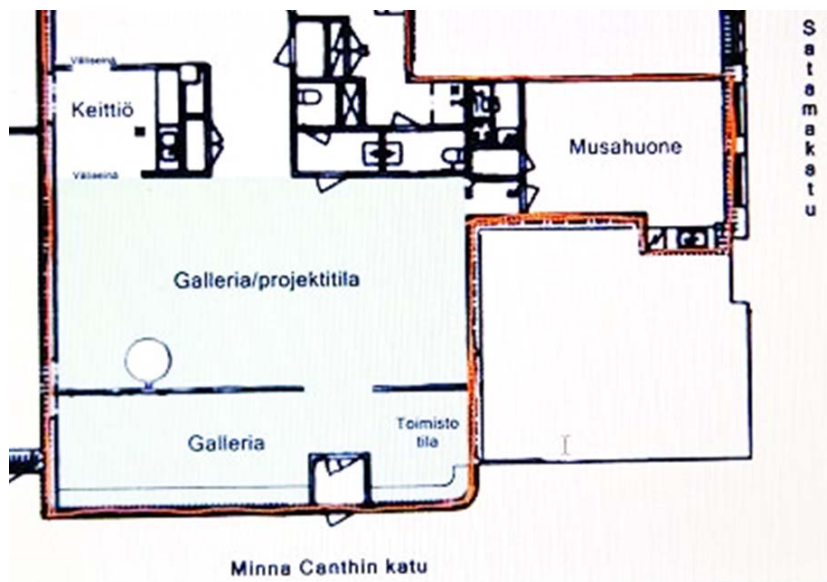 Väliseinä
Keittiö
Väliseinä
Musahuone
Satamakatu
Galleria/projektitila
Galleria
Toimisto
tila
Minna Canthin katu